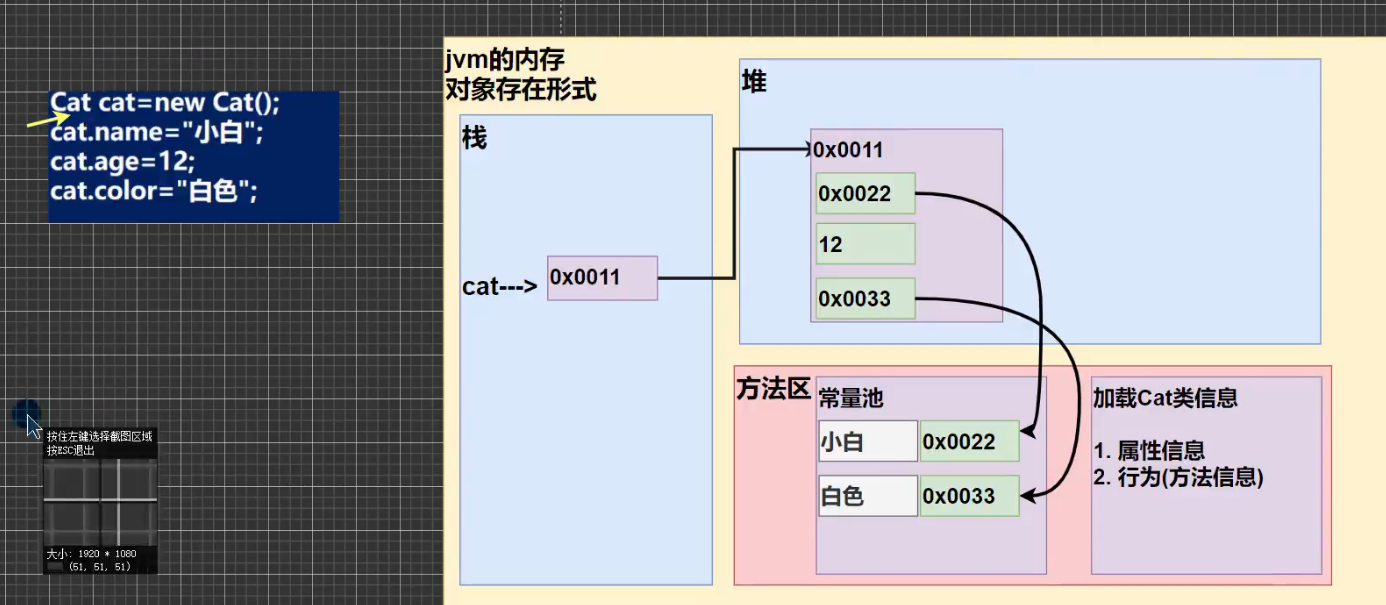 Cat cat=new Cat();
cat.name="小白";
cat.age=12;
cat.color="白色";
jvm的内存
对象存在形式
栈
cat--->
0x0011
堆
0x0011
0x0022
12
0x0033
方法区
常量池
小白
0x0022
白色
0x0033
加载Cat类信息
1. 属性信息
2. 行为(方法信息)
按住左键选择截图区域
按ESC退出
大小: 1920 * 1080
(51, 51, 51)